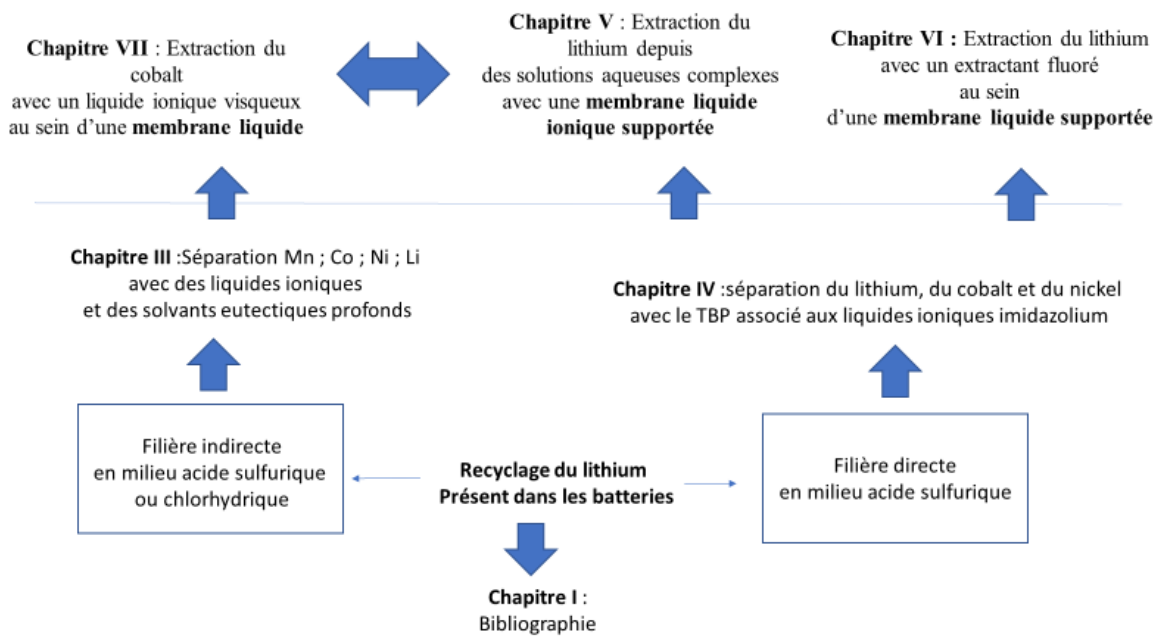 Chapitre VII : Extraction du
cobalt
avec un liquide ionique visqueux
au sein d'une membrane liquide
Chapitre V : Extraction du
lithium depuis
des solutions aqueuses complexes
avec une membrane liquide
ionique supportée
Chapitre VI : Extraction du lithium
avec un extractant fluoré
au sein
d'une membrane liquide supportée
Chapitre III :Séparation Mn ; Co ; Ni ; Li
avec des liquides ioniques
et des solvants eutectiques profonds
Chapitre IV :séparation du lithium, du cobalt et du nickel
avec le TBP associé aux liquides ioniques imidazolium
Filière indirecte
en milieu acide sulfurique
ou chlorhydrique
Recyclage du lithium
Présent dans les batteries
Filière directe
en milieu acide sulfurique
Chapitre I :
Bibliographie